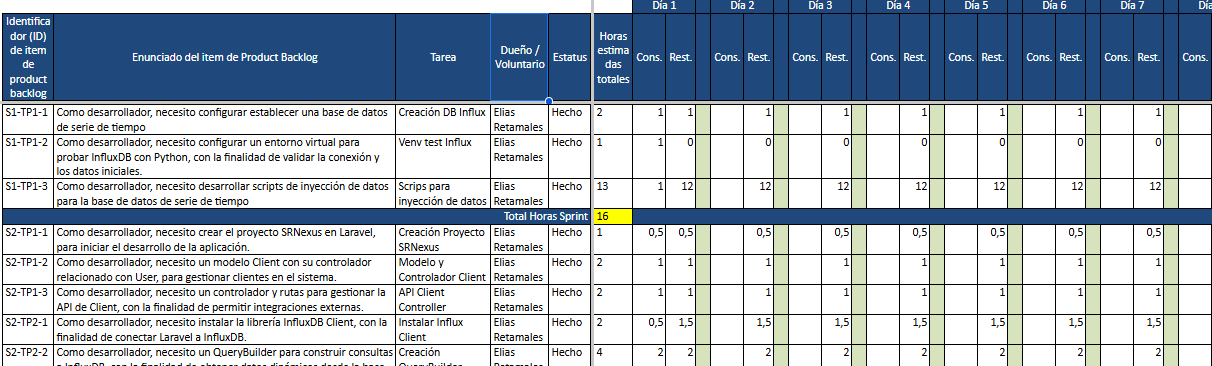 Día 1 Día 2 Día 3 Día 4 Día 5 Día 6 Día 7
Identifica
dor (ID)
de item
de
product
backlog
Enunciado del item de Product Backlog
Tarea
Dueño /
Voluntario
Estatus
Horas
estima
das
totales
Cons. Rest. Cons. Rest. Cons. Rest. Cons. Rest. Cons. Rest. Cons. Rest. Cons. Rest. Cons.
S1-TP1-1 Como desarrollador, necesito configurar establecer una base de datos Creación DB Influx Elias Hecho 2 1 1 1 1 1 1 1 1
de serie de tiempo Retamales
S1-TP1-2 Como desarrollador, necesito configurar un entorno virtual para Venv test Influx Elias Hecho 1 1 0 0 0 0 0 0 0
probar InfluxDB con Python, con la finalidad de validar la conexión y Retamales
los datos iniciales.
S1-TP1-3 Como desarrollador, necesito desarrollar scripts de inyección de datos Scrips para Elias Hecho 13 1 12 12 12 12 12 12 12
para la base de datos de serie de tiempo inyección de datos Retamales
Total Horas Sprint 16
S2-TP1-1 Como desarrollador, necesito crear el proyecto SRNexus en Laravel, Creación Proyecto Elias Hecho 1 0,5 0,5 0,5 0,5 0,5 0,5 0,5 0,5
para iniciar el desarrollo de la aplicación. SRNexus Retamales
S2-TP1-2 Como desarrollador, necesito un modelo Client con su controlador Modelo y Elias Hecho 2 1 1 1 1 1 1 1 1
relacionado con User, para gestionar clientes en el sistema. Controlador Client Retamales
S2-TP1-3 Como desarrollador, necesito un controlador y rutas para gestionar la API Client Elias Hecho 2 1 1 1 1 1 1 1 1
API de Client, con la finalidad de permitir integraciones externas. Controller Retamales
S2-TP2-1 Como desarrollador, necesito instalar la librería InfluxDB Client, con la Instalar Influx Elias Hecho 2 0,5 1,5 1,5 1,5 1,5 1,5 1,5 1,5
finalidad de conectar Laravel a InfluxDB. Client Retamales
S2-TP2-2 Como desarrollador, necesito un QueryBuilder para construir consultas Creación Elias Hecho 4 2 2 2 2 2 2 2 2